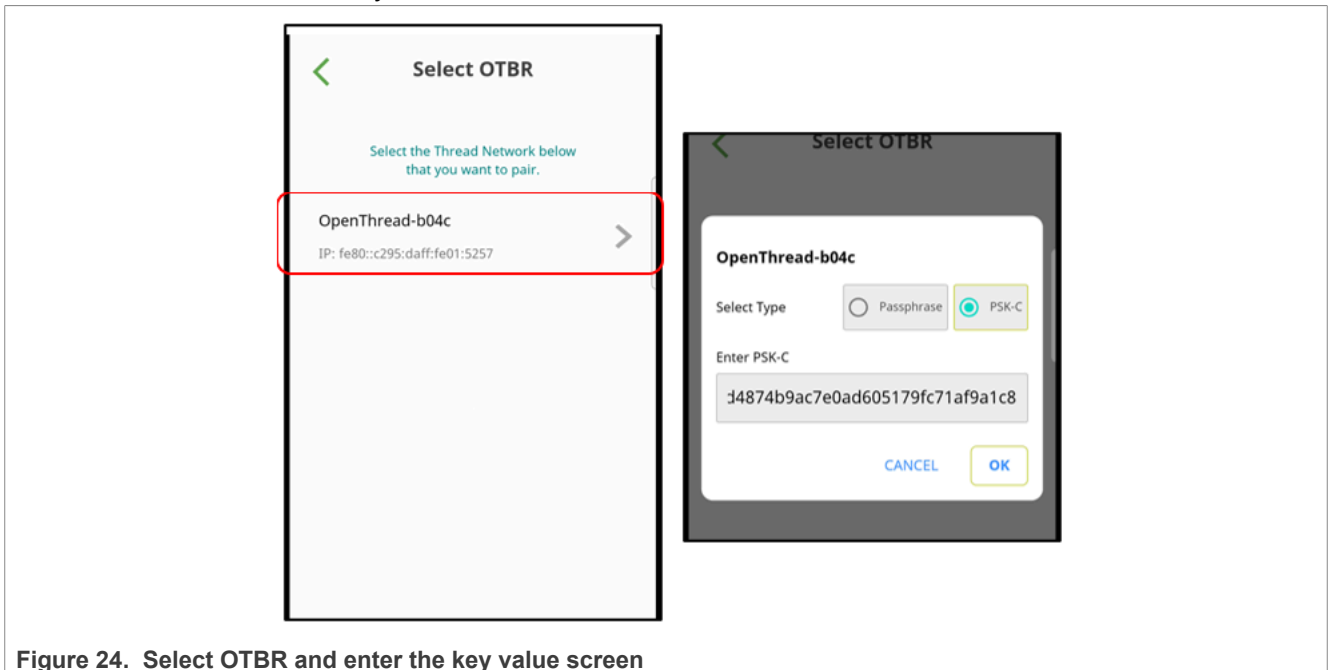 Select OTBR
Select the Thread Network below
that you want to pair.
OpenThread-b04c
IP: fe80::c295:daff:fe01:5257
Select OTBR
OpenThread-b04c
Select Type
Passphrase
PSK-C
Enter PSK-C
d4874b9ac7e0ad605179fc71af9a1c8
CANCEL
OK
Figure 24. Select OTBR and enter the key value screen